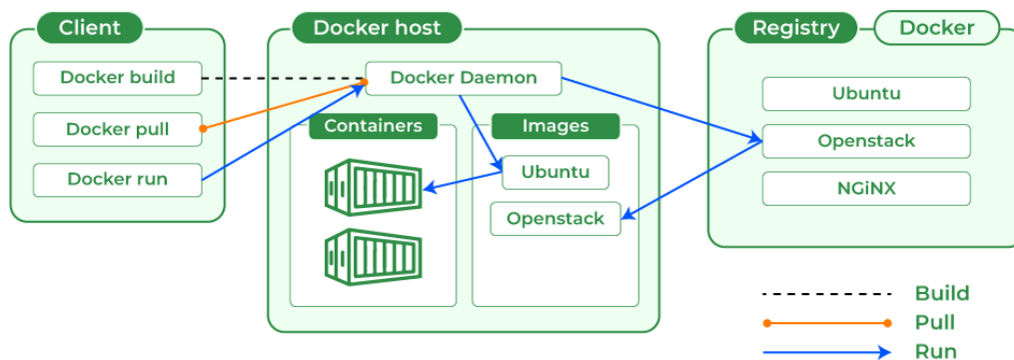 Client
Docker build
Docker pull
Docker run
Docker host
Docker Daemon
Containers
Images
Ubuntu
Openstack
Registry
Docker
Ubuntu
Openstack
NGiNX
Build
Pull
Run